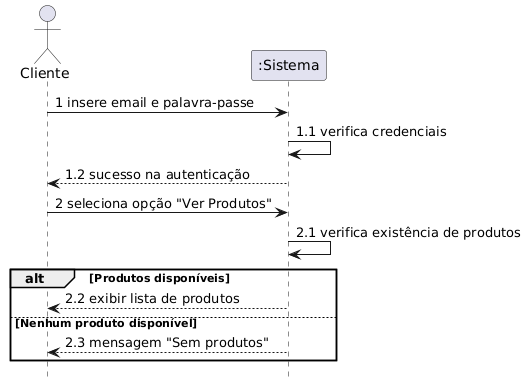 Cliente
:Sistema
1 insere email e palavra-passe
1.1 verifica credenciais
1.2 sucesso na autenticação
2 seleciona opção "Ver Produtos"
2.1 verifica existência de produtos
alt [Produtos disponíveis]
2.2 exibir lista de produtos
[Nenhum produto disponível]
2.3 mensagem "Sem produtos"